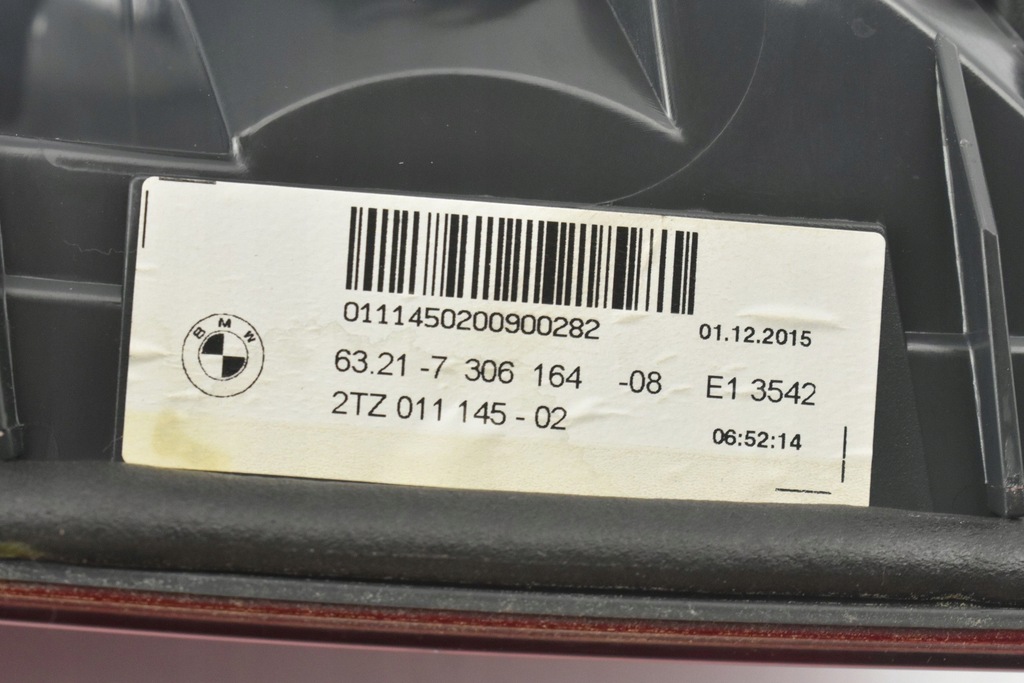 BMW
0111450200900282
01.12.2015
63.21 -7 306 164 -08 E1 3542
2TZ 011 145 - 02
06:52:14